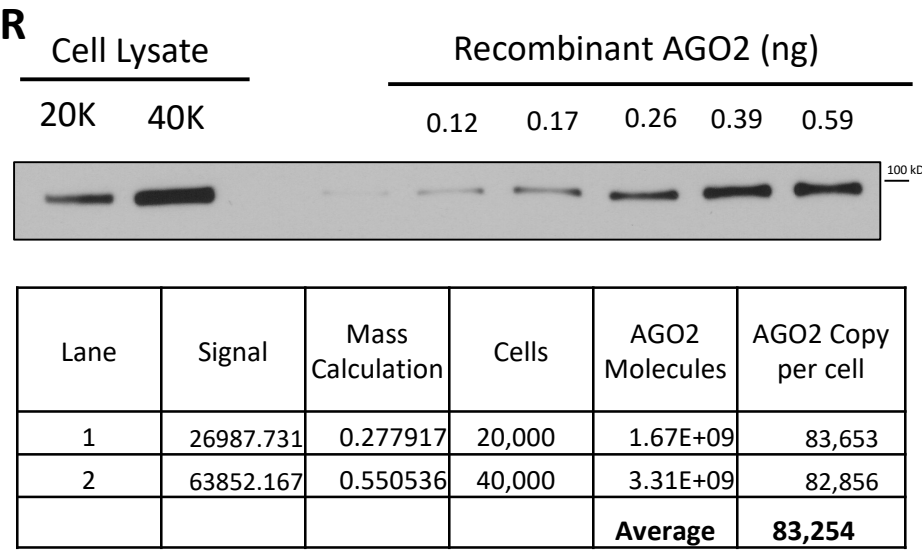 R
Cell Lysate
Recombinant AGO2 (ng)
20K 40K
0.12 0.17 0.26 0.39 0.59
100 kD
Lane Signal Mass Calculation Cells AGO2 Molecules AGO2 Copy per cell
1 26987.731 0.277917 20,000 1.67E+09 83,653
2 63852.167 0.550536 40,000 3.31E+09 82,856
Average 83,254